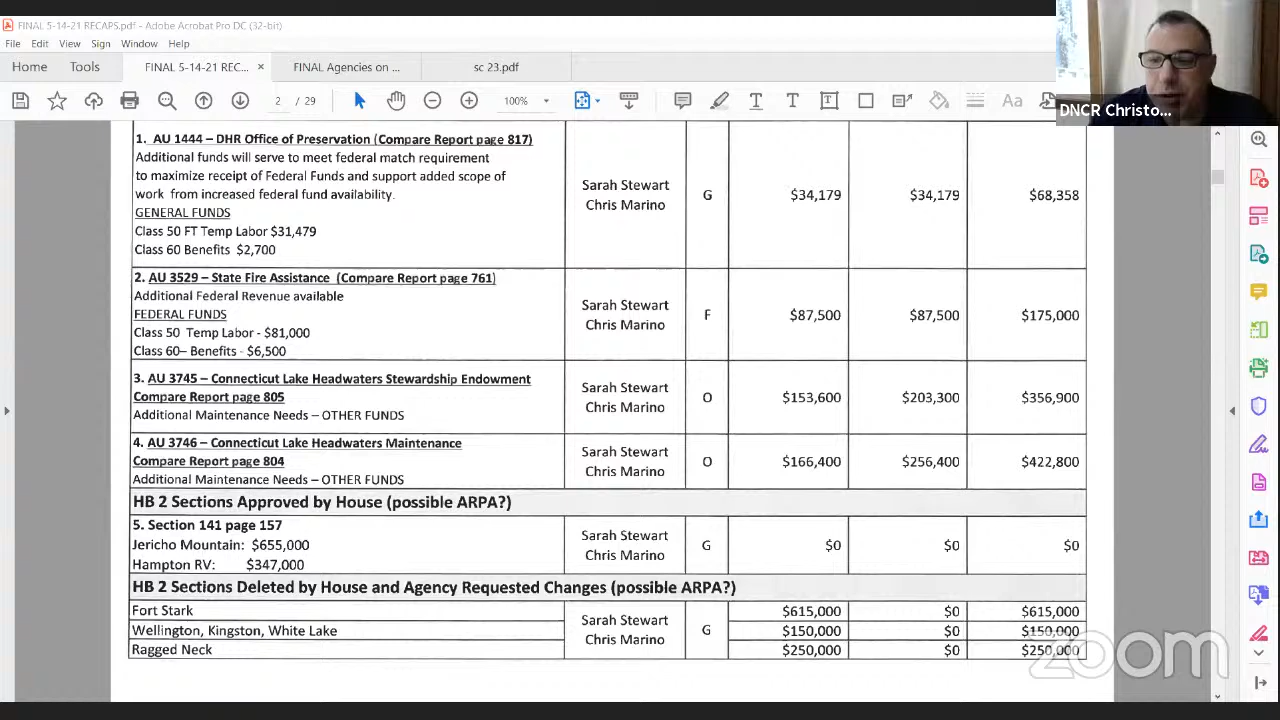 FINAL 5-14-21 RECAPS.pdf - Adobe Acrobat Pro DC (32-bit)
File Edit View Sign Window Help
Home Tools FINAL 5-14-21 REC... × FINAL Agencies on ... sc 23.pdf
2 / 29 100% Aa
DNCR Christo...
1. AU 1444 – DHR Office of Preservation (Compare Report page 817)
Additional funds will serve to meet federal match requirement
to maximize receipt of Federal Funds and support added scope of
work from increased federal fund availability.
GENERAL FUNDS
Class 50 FT Temp Labor $31,479
Class 60 Benefits $2,700
Sarah Stewart
Chris Marino
G $34,179 $34,179 $68,358
2. AU 3529 – State Fire Assistance (Compare Report page 761)
Additional Federal Revenue available
FEDERAL FUNDS
Class 50 Temp Labor - $81,000
Class 60– Benefits - $6,500
Sarah Stewart
Chris Marino
F $87,500 $87,500 $175,000
3. AU 3745 – Connecticut Lake Headwaters Stewardship Endowment
Compare Report page 805
Additional Maintenance Needs – OTHER FUNDS
Sarah Stewart
Chris Marino
O $153,600 $203,300 $356,900
4. AU 3746 – Connecticut Lake Headwaters Maintenance
Compare Report page 804
Additional Maintenance Needs – OTHER FUNDS
Sarah Stewart
Chris Marino
O $166,400 $256,400 $422,800
HB 2 Sections Approved by House (possible ARPA?)
5. Section 141 page 157
Jericho Mountain: $655,000
Hampton RV: $347,000
Sarah Stewart
Chris Marino
G $0 $0 $0
HB 2 Sections Deleted by House and Agency Requested Changes (possible ARPA?)
Fort Stark $615,000 $0 $615,000
Sarah Stewart
Chris Marino
G
Wellington, Kingston, White Lake $150,000 $0 $150,000
Ragged Neck $250,000 $0 $250,000
zoom